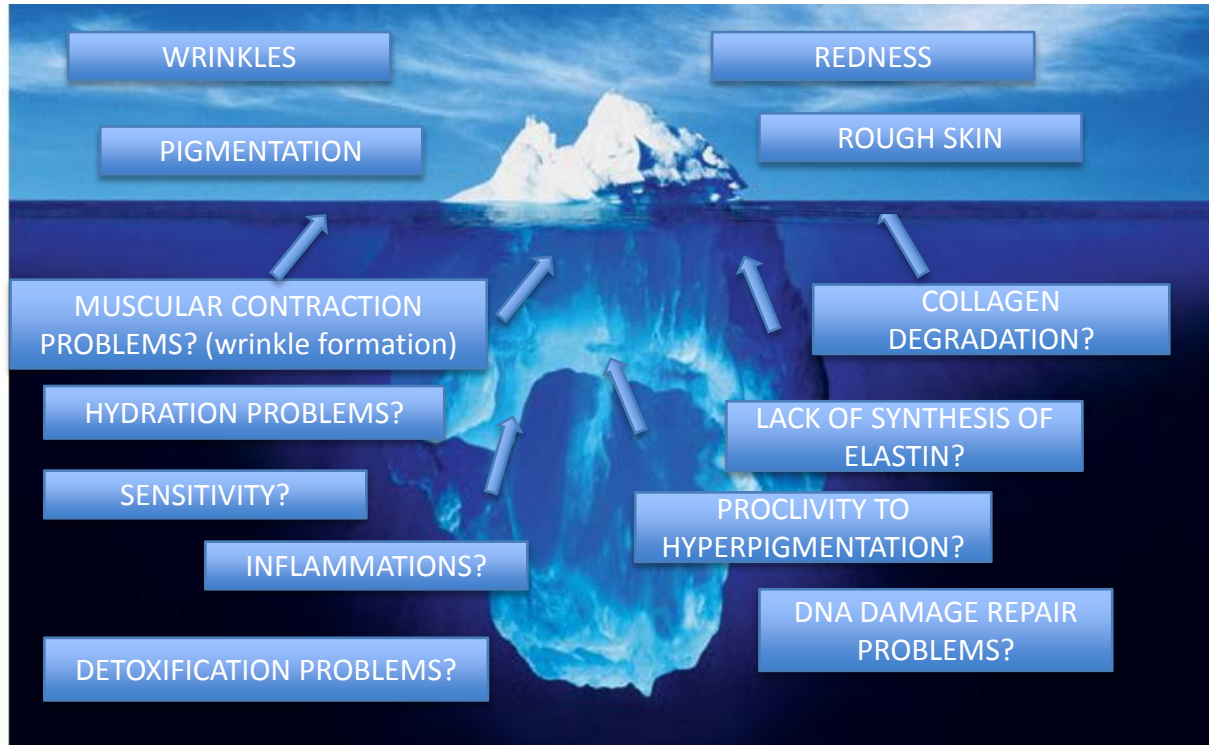 WRINKLES
REDNESS
PIGMENTATION
ROUGH SKIN
MUSCULAR CONTRACTION
PROBLEMS? (wrinkle formation)
COLLAGEN
DEGRADATION?
HYDRATION PROBLEMS?
LACK OF SYNTHESIS OF
ELASTIN?
SENSITIVITY?
PROCLIVITY TO
HYPERPIGMENTATION?
INFLAMMATIONS?
DNA DAMAGE REPAIR
PROBLEMS?
DETOXIFICATION PROBLEMS?